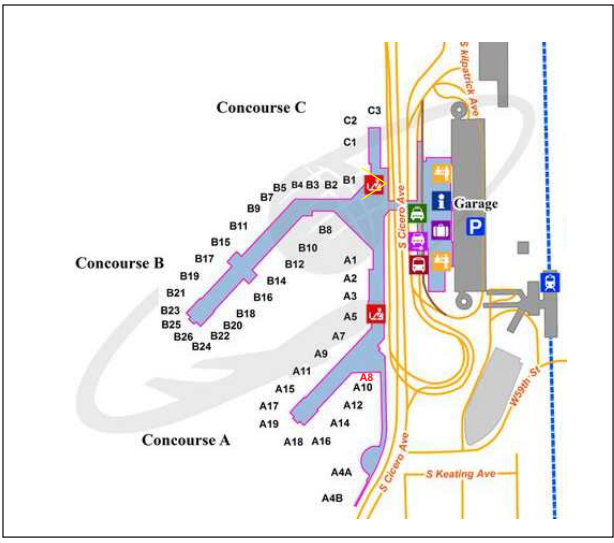 S kilpatrick Ave
Concourse C
C3
C2
C1
B1
B2
B3
B4
B5
B7
B9
B11
B15
B17
B19
B21
B23
B25
B26
B24
B22
B20
B18
B16
B14
B12
B10
B8
Concourse B
S Cicero Ave
i
Garage
P
A1
A2
A3
A5
A7
A9
A11
A15
A17
A19
A18
A16
A14
A12
A10
A8
Concourse A
A4A
A4B
S Cicero Ave
S Keating Ave
W59th St